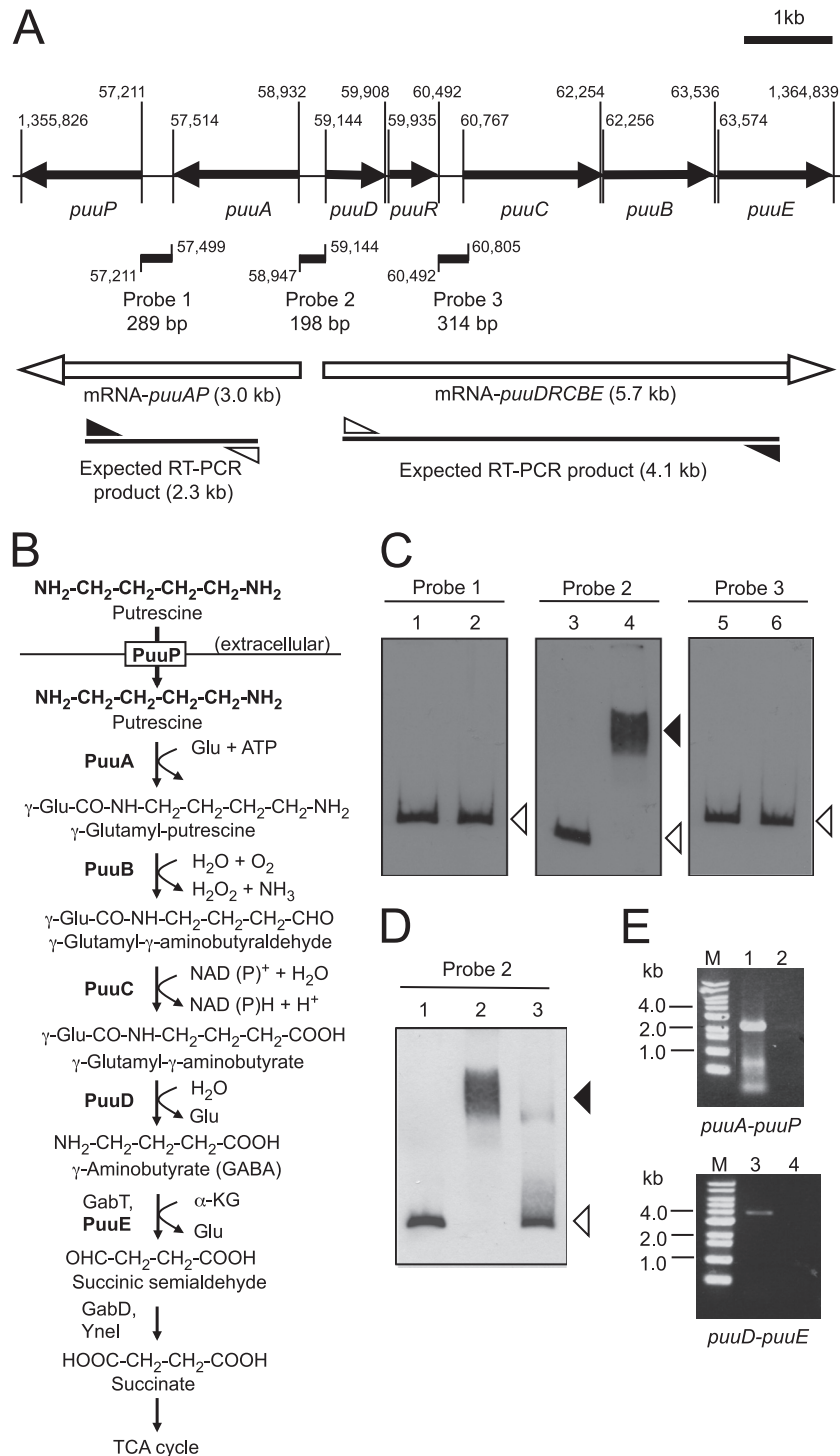 A
1kb
57,211 58,932 59,908 60,492 62,254 63,536 1,364,839
1,355,826 57,514 59,144 59,935 60,767 62,256 63,574
puuP puuA puuD puuR puuC puuB puuE
57,499 59,144 60,805
57,211 58,947 60,492
Probe 1 Probe 2 Probe 3
289 bp 198 bp 314 bp
mRNA-puuAP (3.0 kb) mRNA-puuDRCBE (5.7 kb)
Expected RT-PCR
product (2.3 kb)
Expected RT-PCR product (4.1 kb)
B
NH2-CH2-CH2-CH2-CH2-NH2
Putrescine
PuuP (extracellular)
NH2-CH2-CH2-CH2-CH2-NH2
Putrescine
PuuA Glu + ATP
γ-Glu-CO-NH-CH2-CH2-CH2-CH2-NH2
γ-Glutamyl-putrescine
PuuB H2O + O2
H2O2 + NH3
γ-Glu-CO-NH-CH2-CH2-CH2-CHO
γ-Glutamyl-γ-aminobutyraldehyde
PuuC NAD (P)+ + H2O
NAD (P)H + H+
γ-Glu-CO-NH-CH2-CH2-CH2-COOH
γ-Glutamyl-γ-aminobutyrate
PuuD H2O
Glu
NH2-CH2-CH2-CH2-COOH
γ-Aminobutyrate (GABA)
GabT, α-KG
PuuE Glu
OHC-CH2-CH2-COOH
Succinic semialdehyde
GabD,
YneI
HOOC-CH2-CH2-COOH
Succinate
TCA cycle
C
Probe 1 Probe 2 Probe 3
1 2 3 4 5 6
D
Probe 2
1 2 3
E
M 1 2
kb
4.0
2.0
1.0
puuA-puuP
M 3 4
kb
4.0
2.0
1.0
puuD-puuE